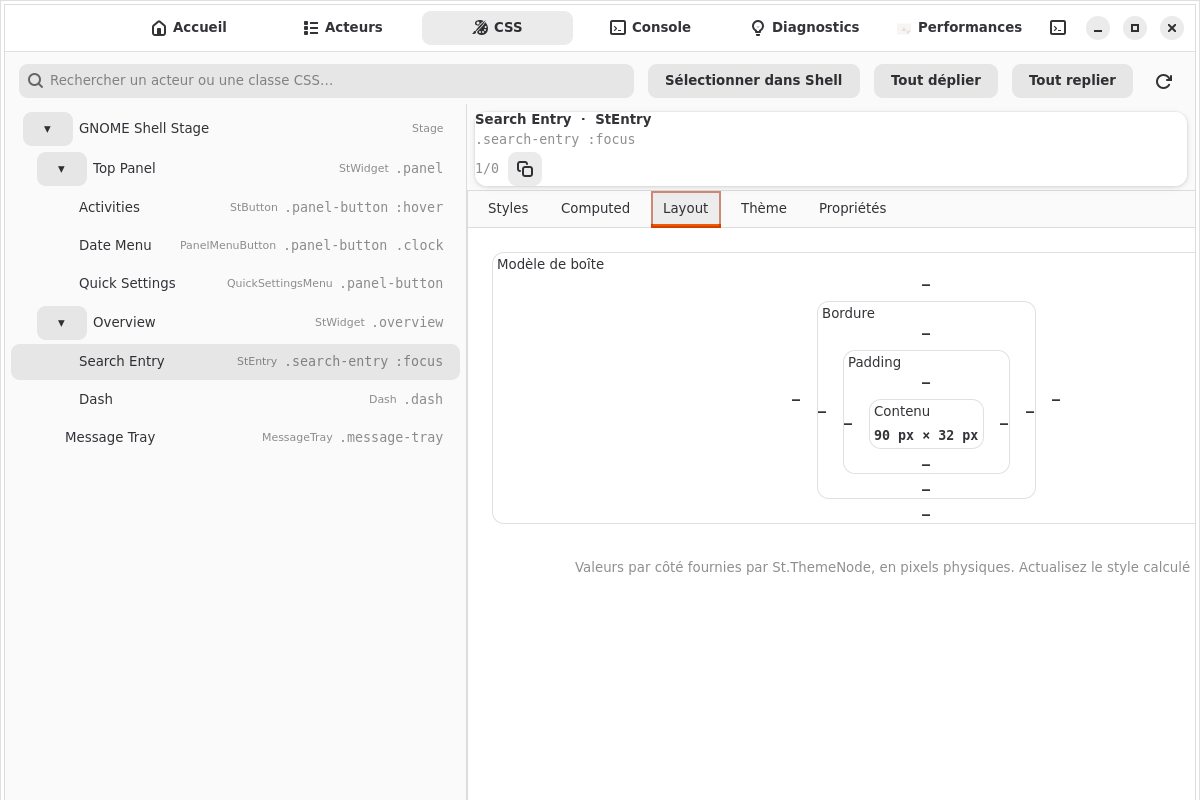 Accueil
Acteurs
CSS
Console
Diagnostics
Performances
Rechercher un acteur ou une classe CSS…
Sélectionner dans Shell
Tout déplier
Tout replier
GNOME Shell Stage Stage
Top Panel StWidget .panel
Activities StButton .panel-button :hover
Date Menu PanelMenuButton .panel-button .clock
Quick Settings QuickSettingsMenu .panel-button
Overview StWidget .overview
Search Entry StEntry .search-entry :focus
Dash Dash .dash
Message Tray MessageTray .message-tray
Search Entry · StEntry
.search-entry :focus
1/0
Styles
Computed
Layout
Thème
Propriétés
Modèle de boîte
–
Bordure
–
Padding
–
– – – Contenu – – –
90 px × 32 px
–
–
–
Valeurs par côté fournies par St.ThemeNode, en pixels physiques. Actualisez le style calculé